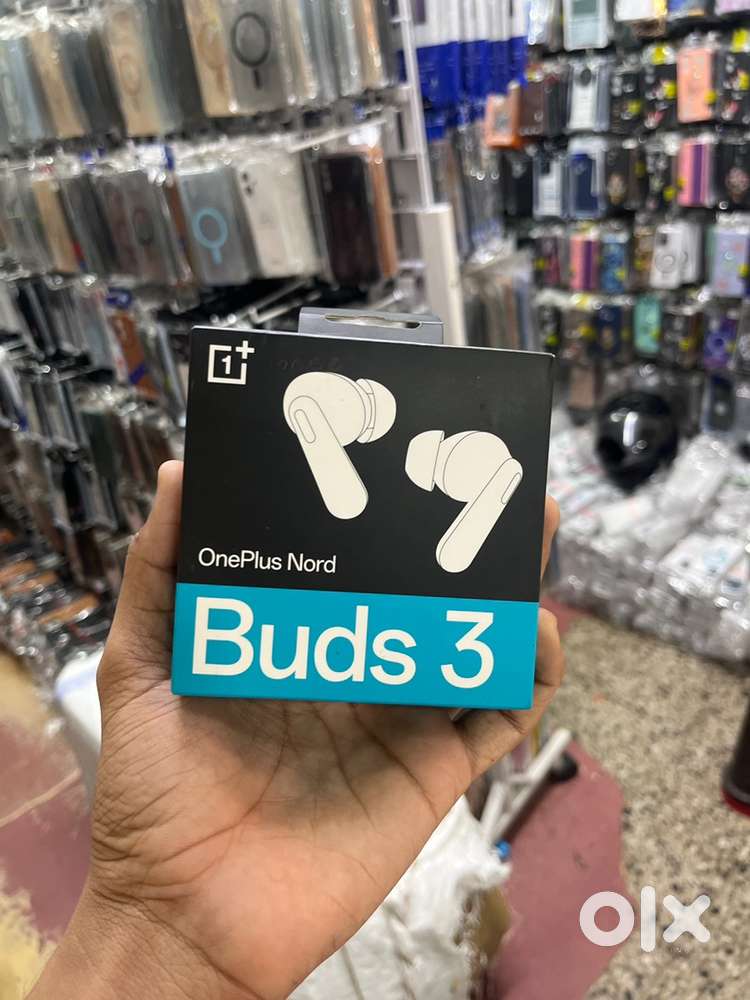 1+
OnePlus Nord
Buds 3
olx